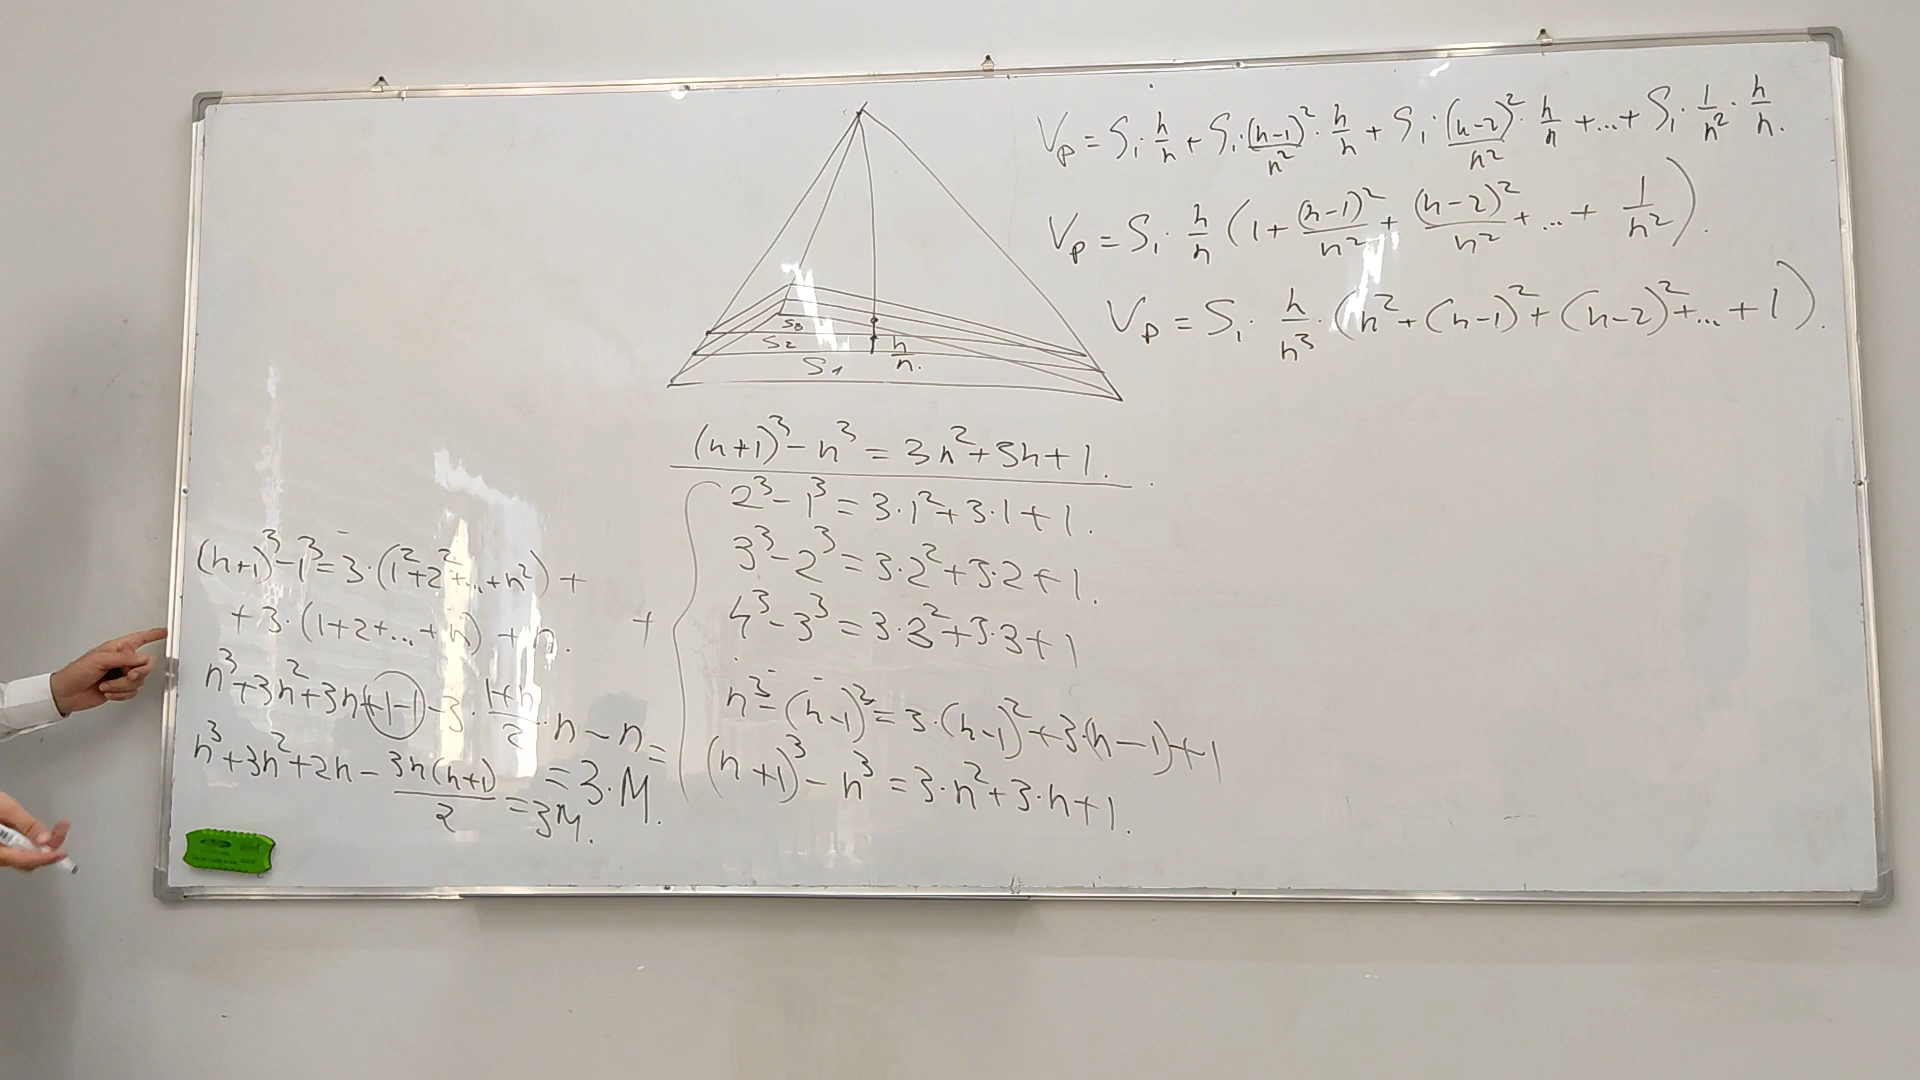 V_p = S₁ · h/n + S₁ · (n-1)²/n² · h/n + S₁ · (n-2)²/n² · h/n + ... + S₁ · 1/n² · h/n.
V_p = S₁ · h/n (1 + (n-1)²/n² + (n-2)²/n² + ... + 1/n²).
V_p = S₁ · h/n³ · (n² + (n-1)² + (n-2)² + ... + 1).
S₃
S₂
S₁
h/n.
(n+1)³ - n³ = 3n² + 3n + 1.
2³ - 1³ = 3·1² + 3·1 + 1.
3³ - 2³ = 3·2² + 3·2 + 1.
4³ - 3³ = 3·3² + 3·3 + 1
n³ - (n-1)³ = 3·(n-1)² + 3·(n-1) + 1
(n+1)³ - n³ = 3·n² + 3·n + 1.
+
(n+1)³ - 1³ = 3·(1² + 2² + ... + n²) +
+ 3·(1+2+...+n) + n.
n³ + 3n² + 3n + 1 - 1 - 3 · (1+n)/2 · n - n =
= 3·M.
n³ + 3n² + 2n - 3n(n+1)/2 = 3M.